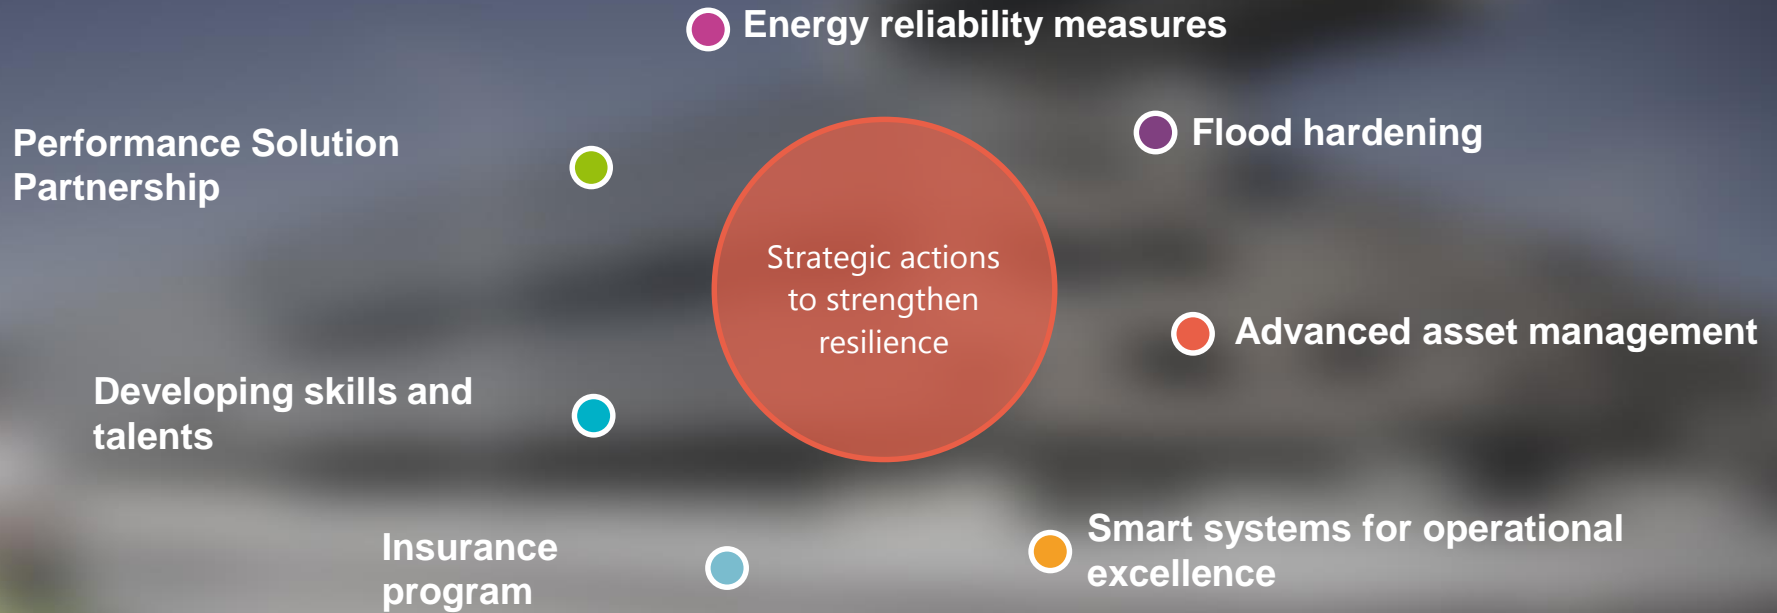 Energy reliability measures
Flood hardening
Performance Solution
Partnership
Strategic actions
to strengthen
resilience
Advanced asset management
Developing skills and
talents
Smart systems for operational
excellence
Insurance
program